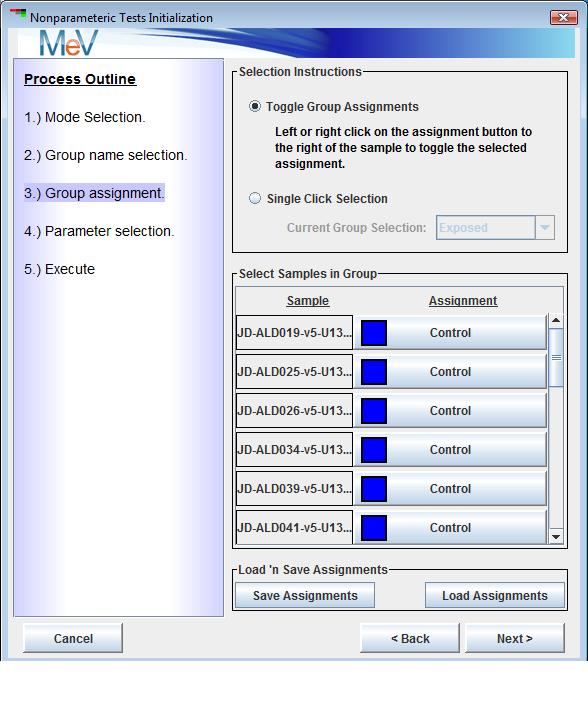 Nonparameteric Tests Initialization
MeV
Process Outline
1.) Mode Selection.
2.) Group name selection.
3.) Group assignment.
4.) Parameter selection.
5.) Execute
Selection Instructions
Toggle Group Assignments
Left or right click on the assignment button to
the right of the sample to toggle the selected
assignment.
Single Click Selection
Current Group Selection: Exposed
Select Samples in Group
Sample Assignment
JD-ALD019-v5-U13... Control
JD-ALD025-v5-U13... Control
JD-ALD026-v5-U13... Control
JD-ALD034-v5-U13... Control
JD-ALD039-v5-U13... Control
JD-ALD041-v5-U13... Control
Load 'n Save Assignments
Save Assignments Load Assignments
Cancel < Back Next >